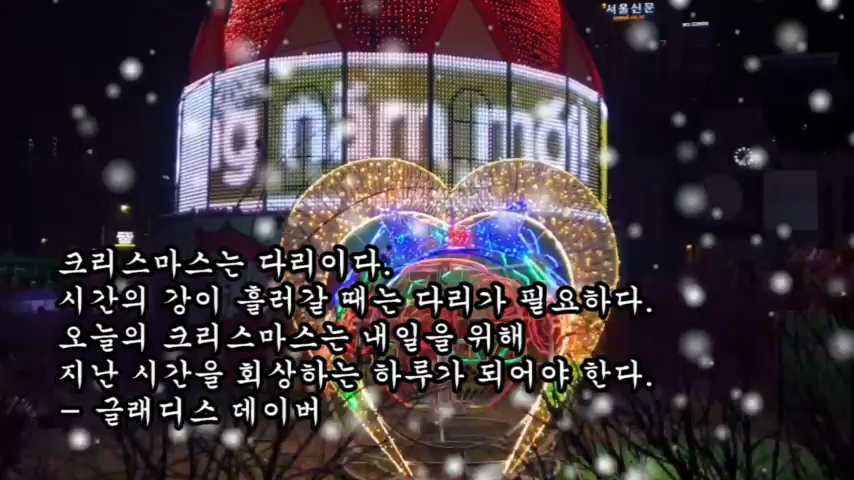 서울신문
g năm mới
크리스마스는 다리이다.
시간의 강이 흘러갈 때는 다리가 필요하다.
오늘의 크리스마스는 내일을 위해
지난 시간을 회상하는 하루가 되어야 한다.
- 글래디스 데이버